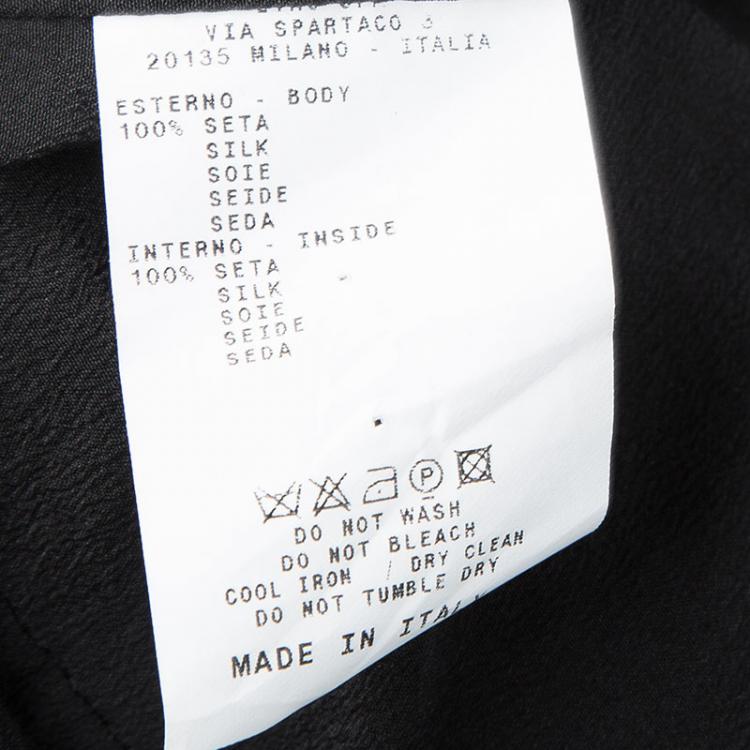 VIA SPARTACO 3
20135 MILANO - ITALIA
ESTERNO - BODY
100% SETA
SILK
SOIE
SEIDE
SEDA
INTERNO - INSIDE
100% SETA
SILK
SOIE
SEIDE
SEDA
P
DO NOT WASH
DO NOT BLEACH
COOL IRON / DRY CLEAN
DO NOT TUMBLE DRY
MADE IN ITALY